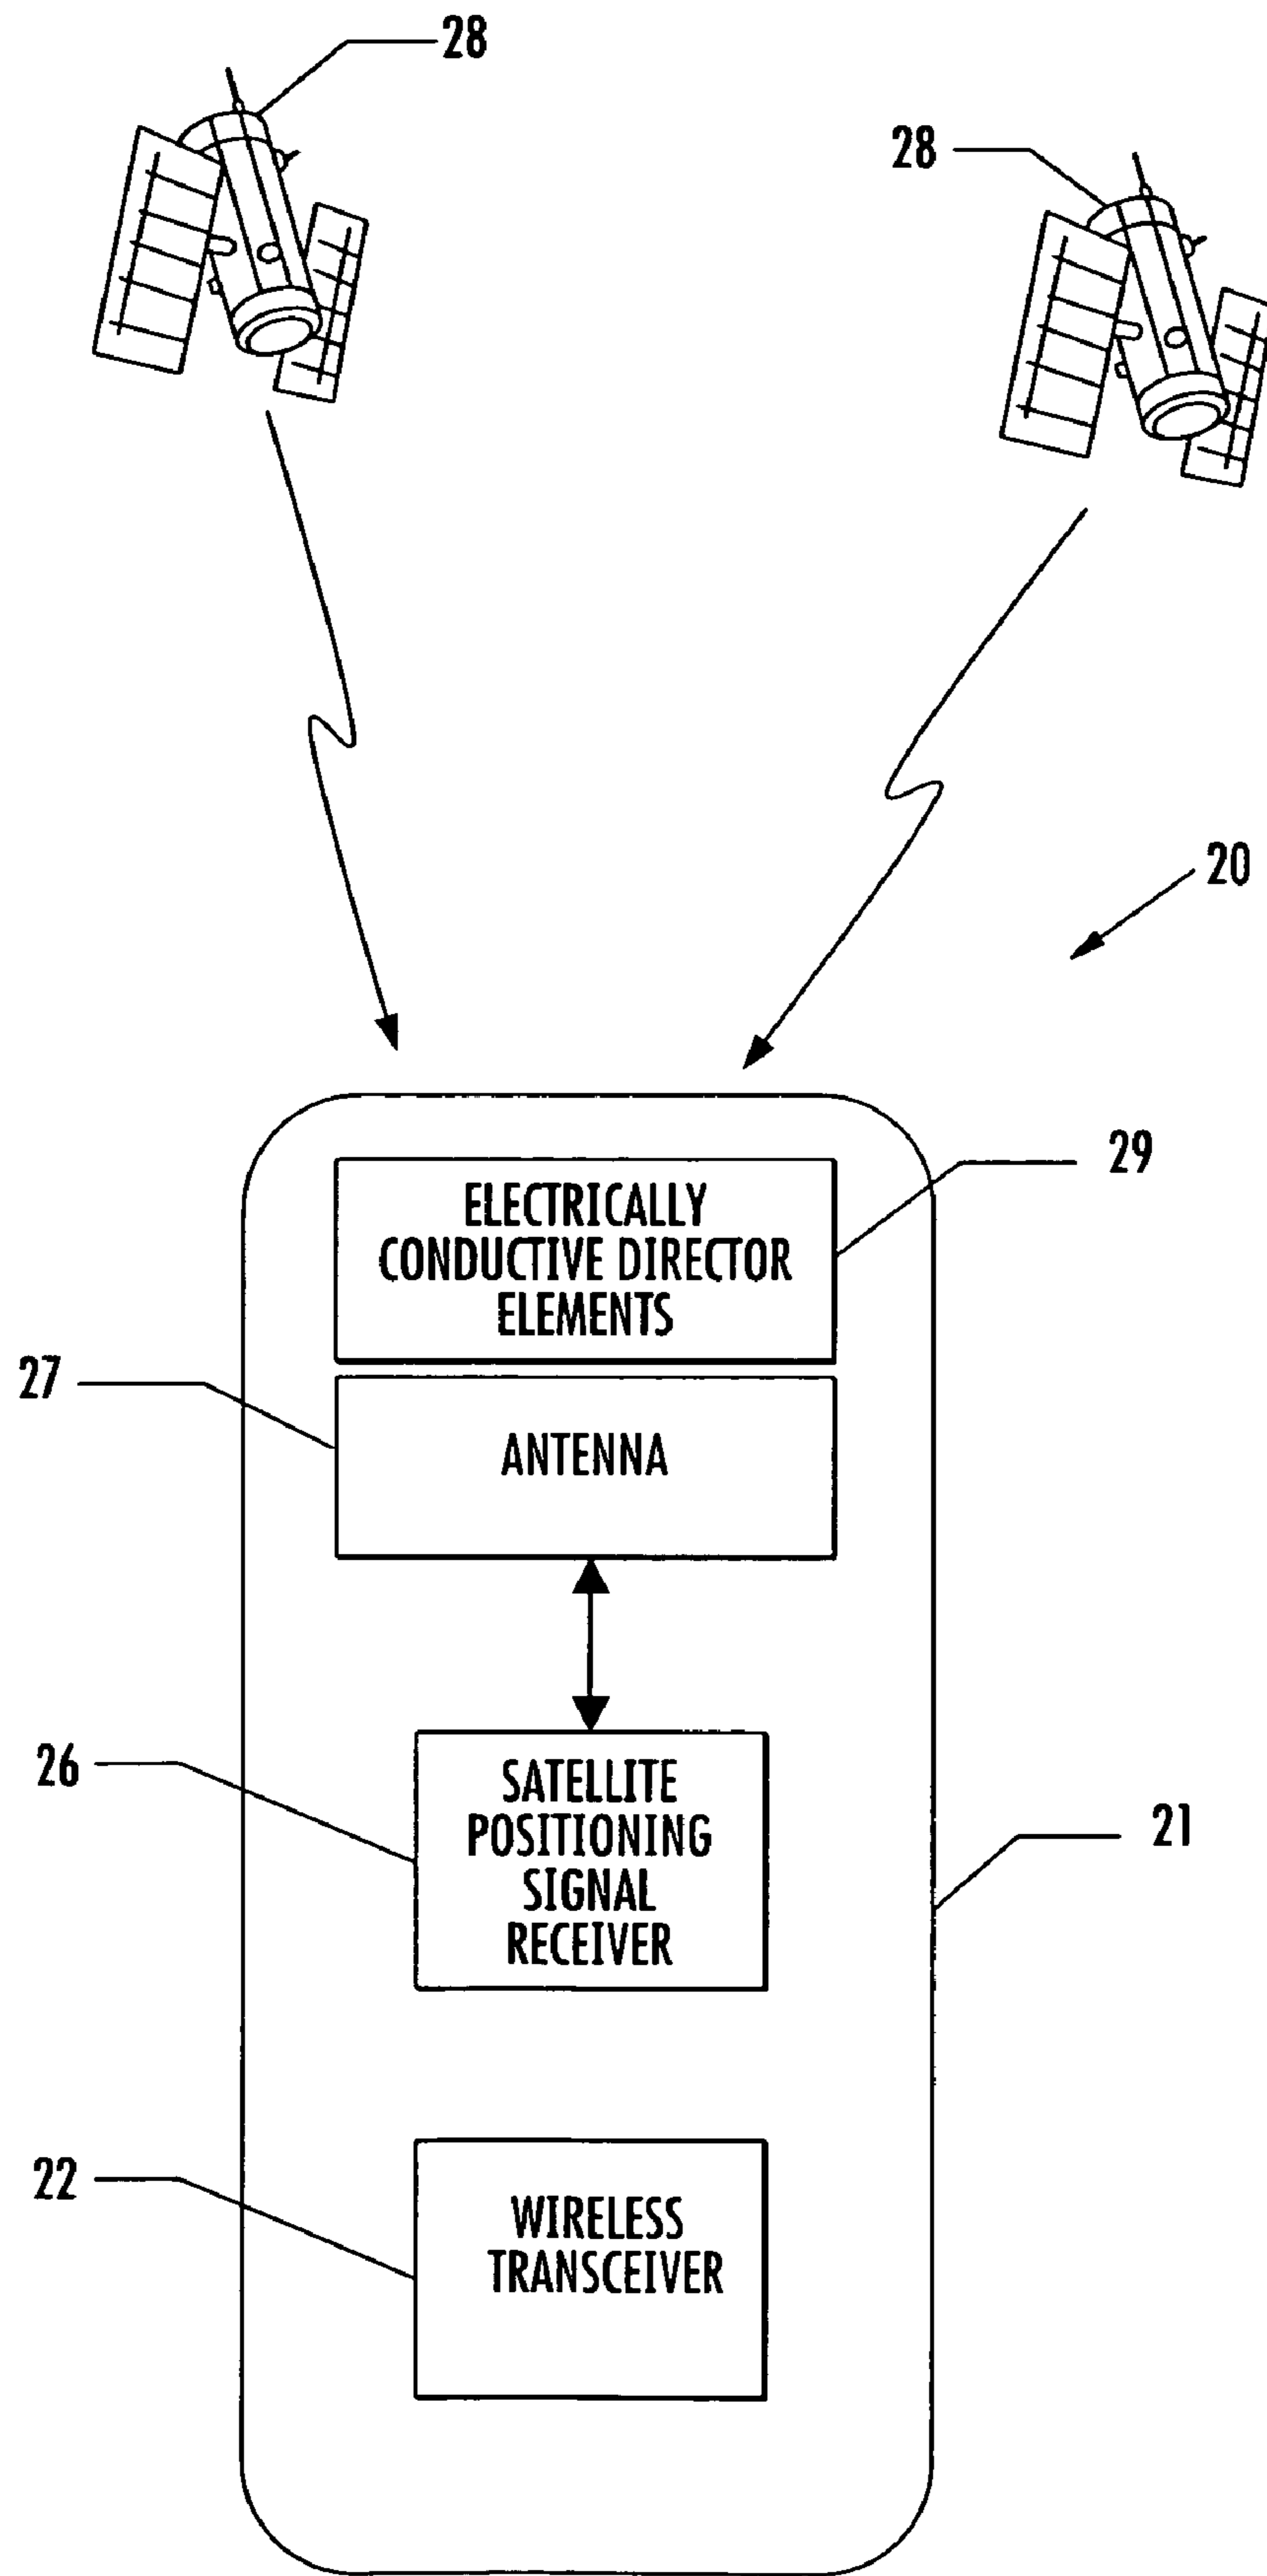 28
28
20
29
ELECTRICALLY
CONDUCTIVE DIRECTOR
ELEMENTS
27
ANTENNA
26
SATELLITE
POSITIONING
SIGNAL
RECEIVER
21
22
WIRELESS
TRANSCEIVER